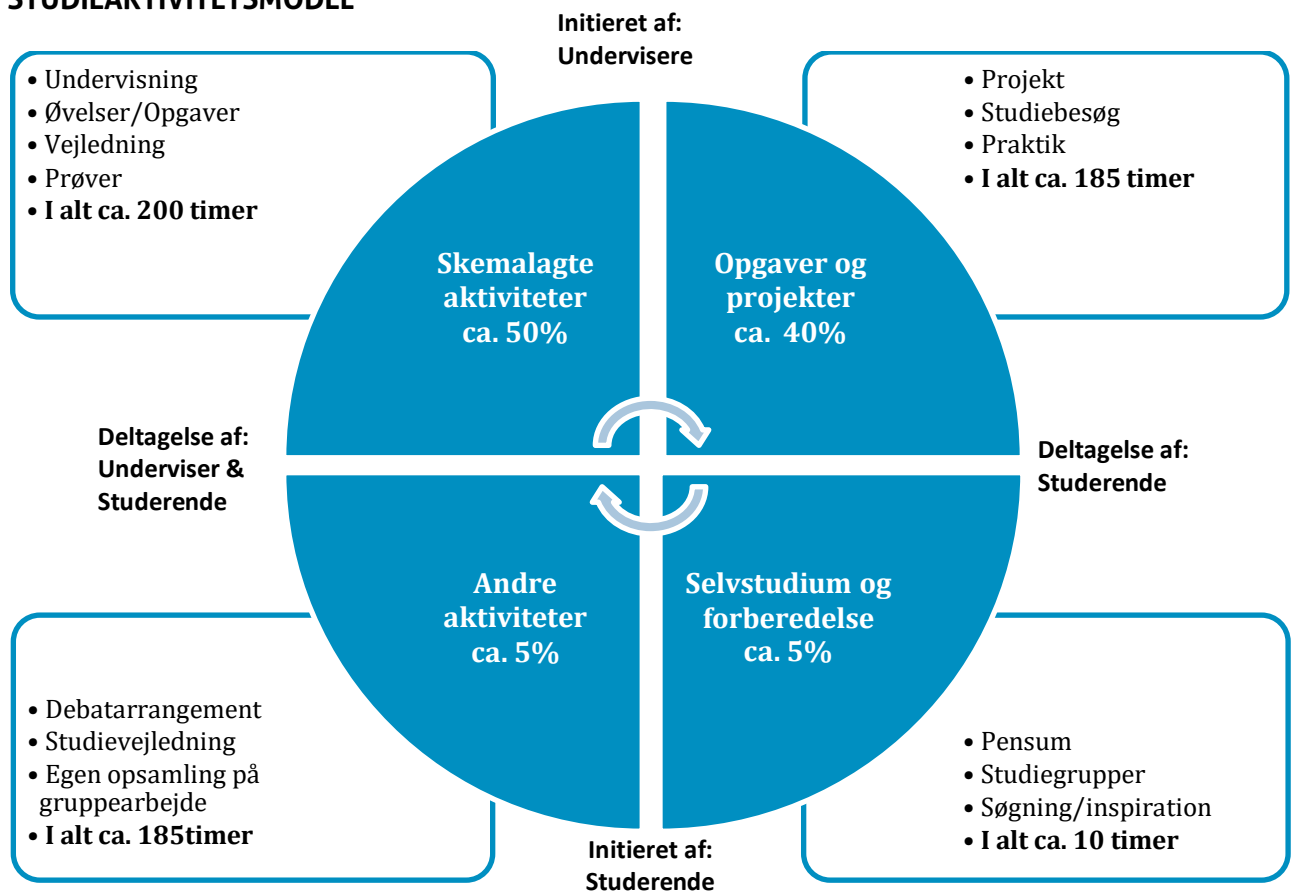 STUDIEAKTIVITETSMODEL
Initieret af:
Undervisere
• Undervisning
• Øvelser/Opgaver
• Vejledning
• Prøver
• I alt ca. 200 timer
• Projekt
• Studiebesøg
• Praktik
• I alt ca. 185 timer
Skemalagte
aktiviteter
ca. 50%
Opgaver og
projekter
ca. 40%
Deltagelse af:
Underviser &
Studerende
Deltagelse af:
Studerende
Andre
aktiviteter
ca. 5%
Selvstudium og
forberedelse
ca. 5%
• Debatarrangement
• Studievejledning
• Egen opsamling på
gruppearbejde
• I alt ca. 185timer
• Pensum
• Studiegrupper
• Søgning/inspiration
• I alt ca. 10 timer
Initieret af:
Studerende